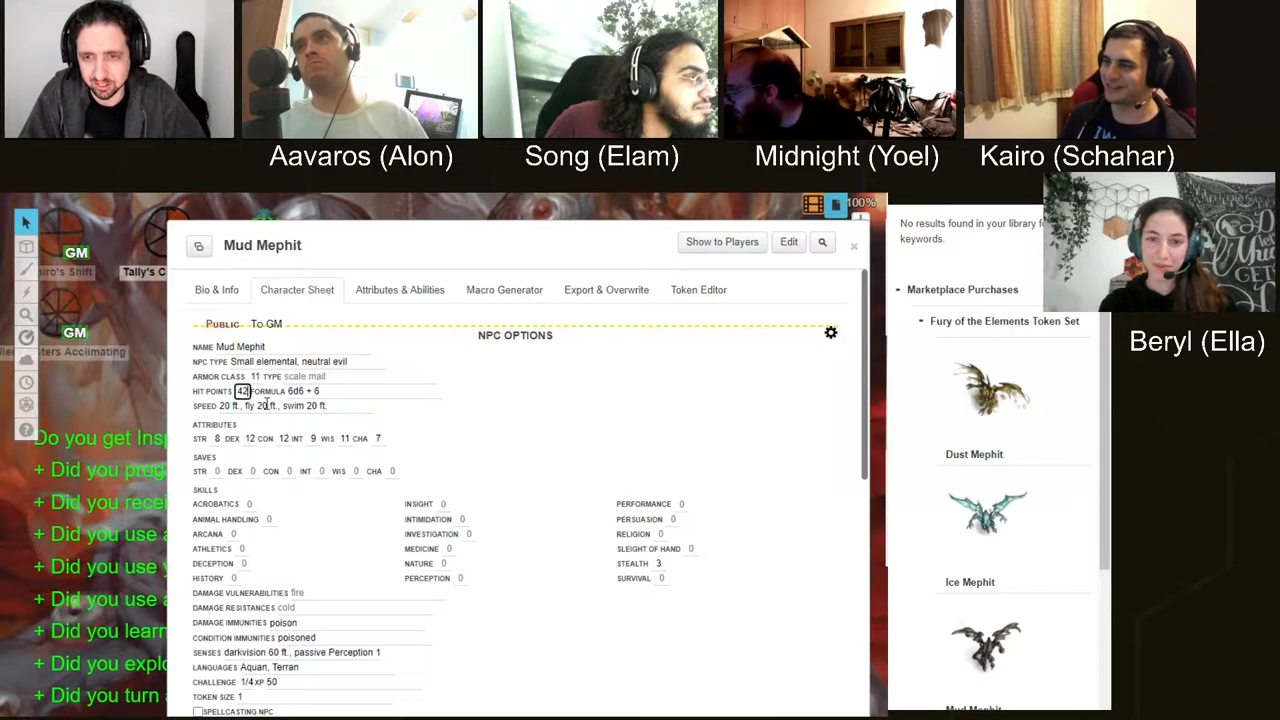 Aavaros (Alon)
Song (Elam)
Midnight (Yoel)
Kairo (Schahar)
Beryl (Ella)
100%
GM
Kairo's Shift
Tally's C
GM
ters Acclimating
Do you get Insp
+ Did you prog
+ Did you recei
+ Did you use a
+ Did you use y
+ Did you use a
+ Did you learn
+ Did you explo
+ Did you turn a
Mud Mephit
Show to Players
Edit
Bio & Info
Character Sheet
Attributes & Abilities
Macro Generator
Export & Overwrite
Token Editor
PUBLIC TO GM
NPC OPTIONS
NAME Mud Mephit
NPC TYPE Small elemental, neutral evil
ARMOR CLASS 11 TYPE scale mail
HIT POINTS 42 FORMULA 6d6 + 6
SPEED 20 ft., fly 20 ft., swim 20 ft.
ATTRIBUTES
STR 8 DEX 12 CON 12 INT 9 WIS 11 CHA 7
SAVES
STR 0 DEX 0 CON 0 INT 0 WIS 0 CHA 0
SKILLS
ACROBATICS 0
ANIMAL HANDLING 0
ARCANA 0
ATHLETICS 0
DECEPTION 0
HISTORY 0
INSIGHT 0
INTIMIDATION 0
INVESTIGATION 0
MEDICINE 0
NATURE 0
PERCEPTION 0
PERFORMANCE 0
PERSUASION 0
RELIGION 0
SLEIGHT OF HAND 0
STEALTH 3
SURVIVAL 0
DAMAGE VULNERABILITIES fire
DAMAGE RESISTANCES cold
DAMAGE IMMUNITIES poison
CONDITION IMMUNITIES poisoned
SENSES darkvision 60 ft., passive Perception 1
LANGUAGES Aquan, Terran
CHALLENGE 1/4 XP 50
TOKEN SIZE 1
SPELLCASTING NPC
No results found in your library f
keywords.
Marketplace Purchases
Fury of the Elements Token Set
Dust Mephit
Ice Mephit
Mud Mephit